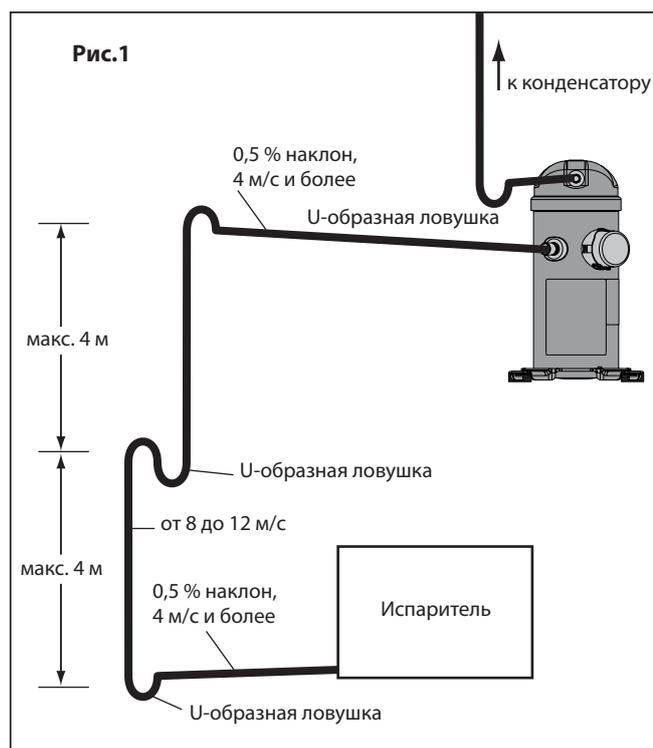 Рис.1
к конденсатору
0,5 % наклон,
4 м/с и более
U-образная ловушка
макс. 4 м
U-образная ловушка
от 8 до 12 м/с
макс. 4 м
0,5 % наклон,
4 м/с и более
Испаритель
U-образная ловушка